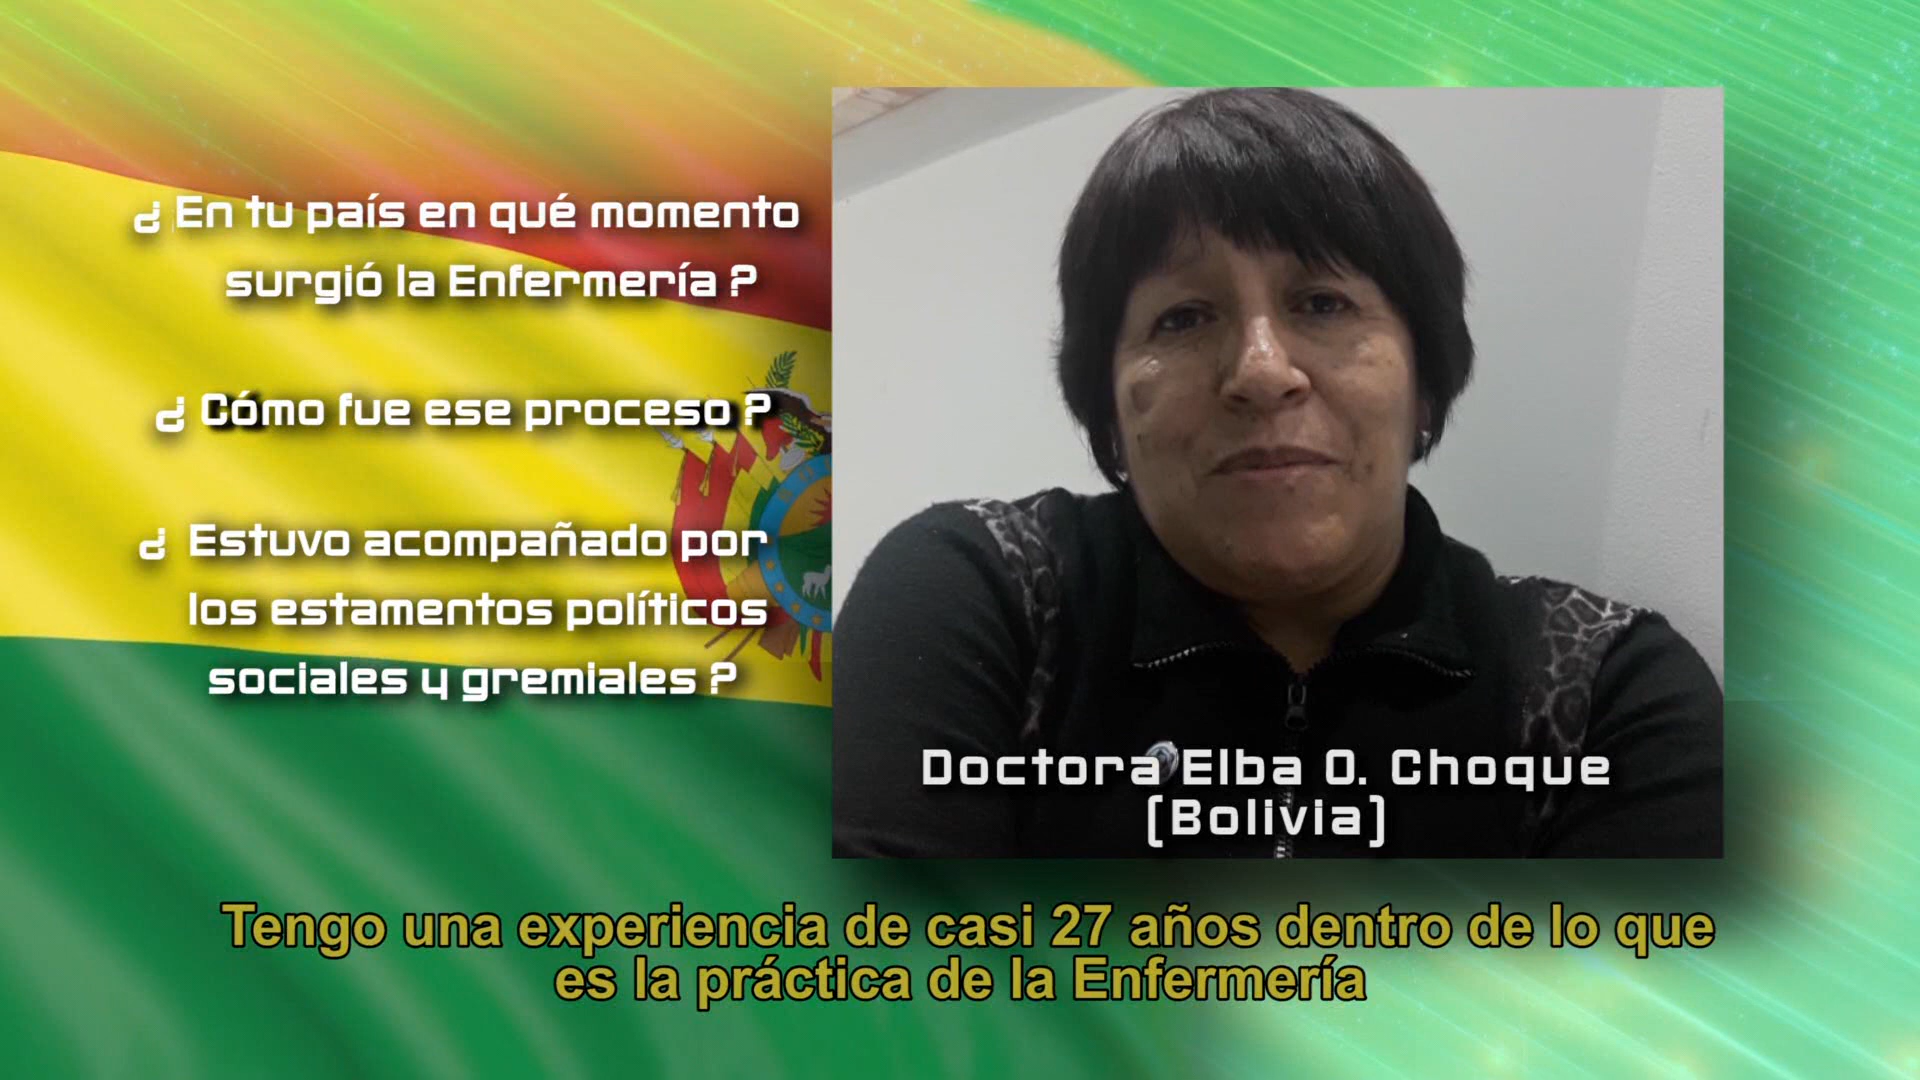 ¿ En tu país en qué momento
surgió la Enfermería ?
¿ Cómo fue ese proceso ?
¿ Estuvo acompañado por
los estamentos políticos
sociales y gremiales ?
Doctora Elba O. Choque
(Bolivia)
Tengo una experiencia de casi 27 años dentro de lo que
es la práctica de la Enfermería